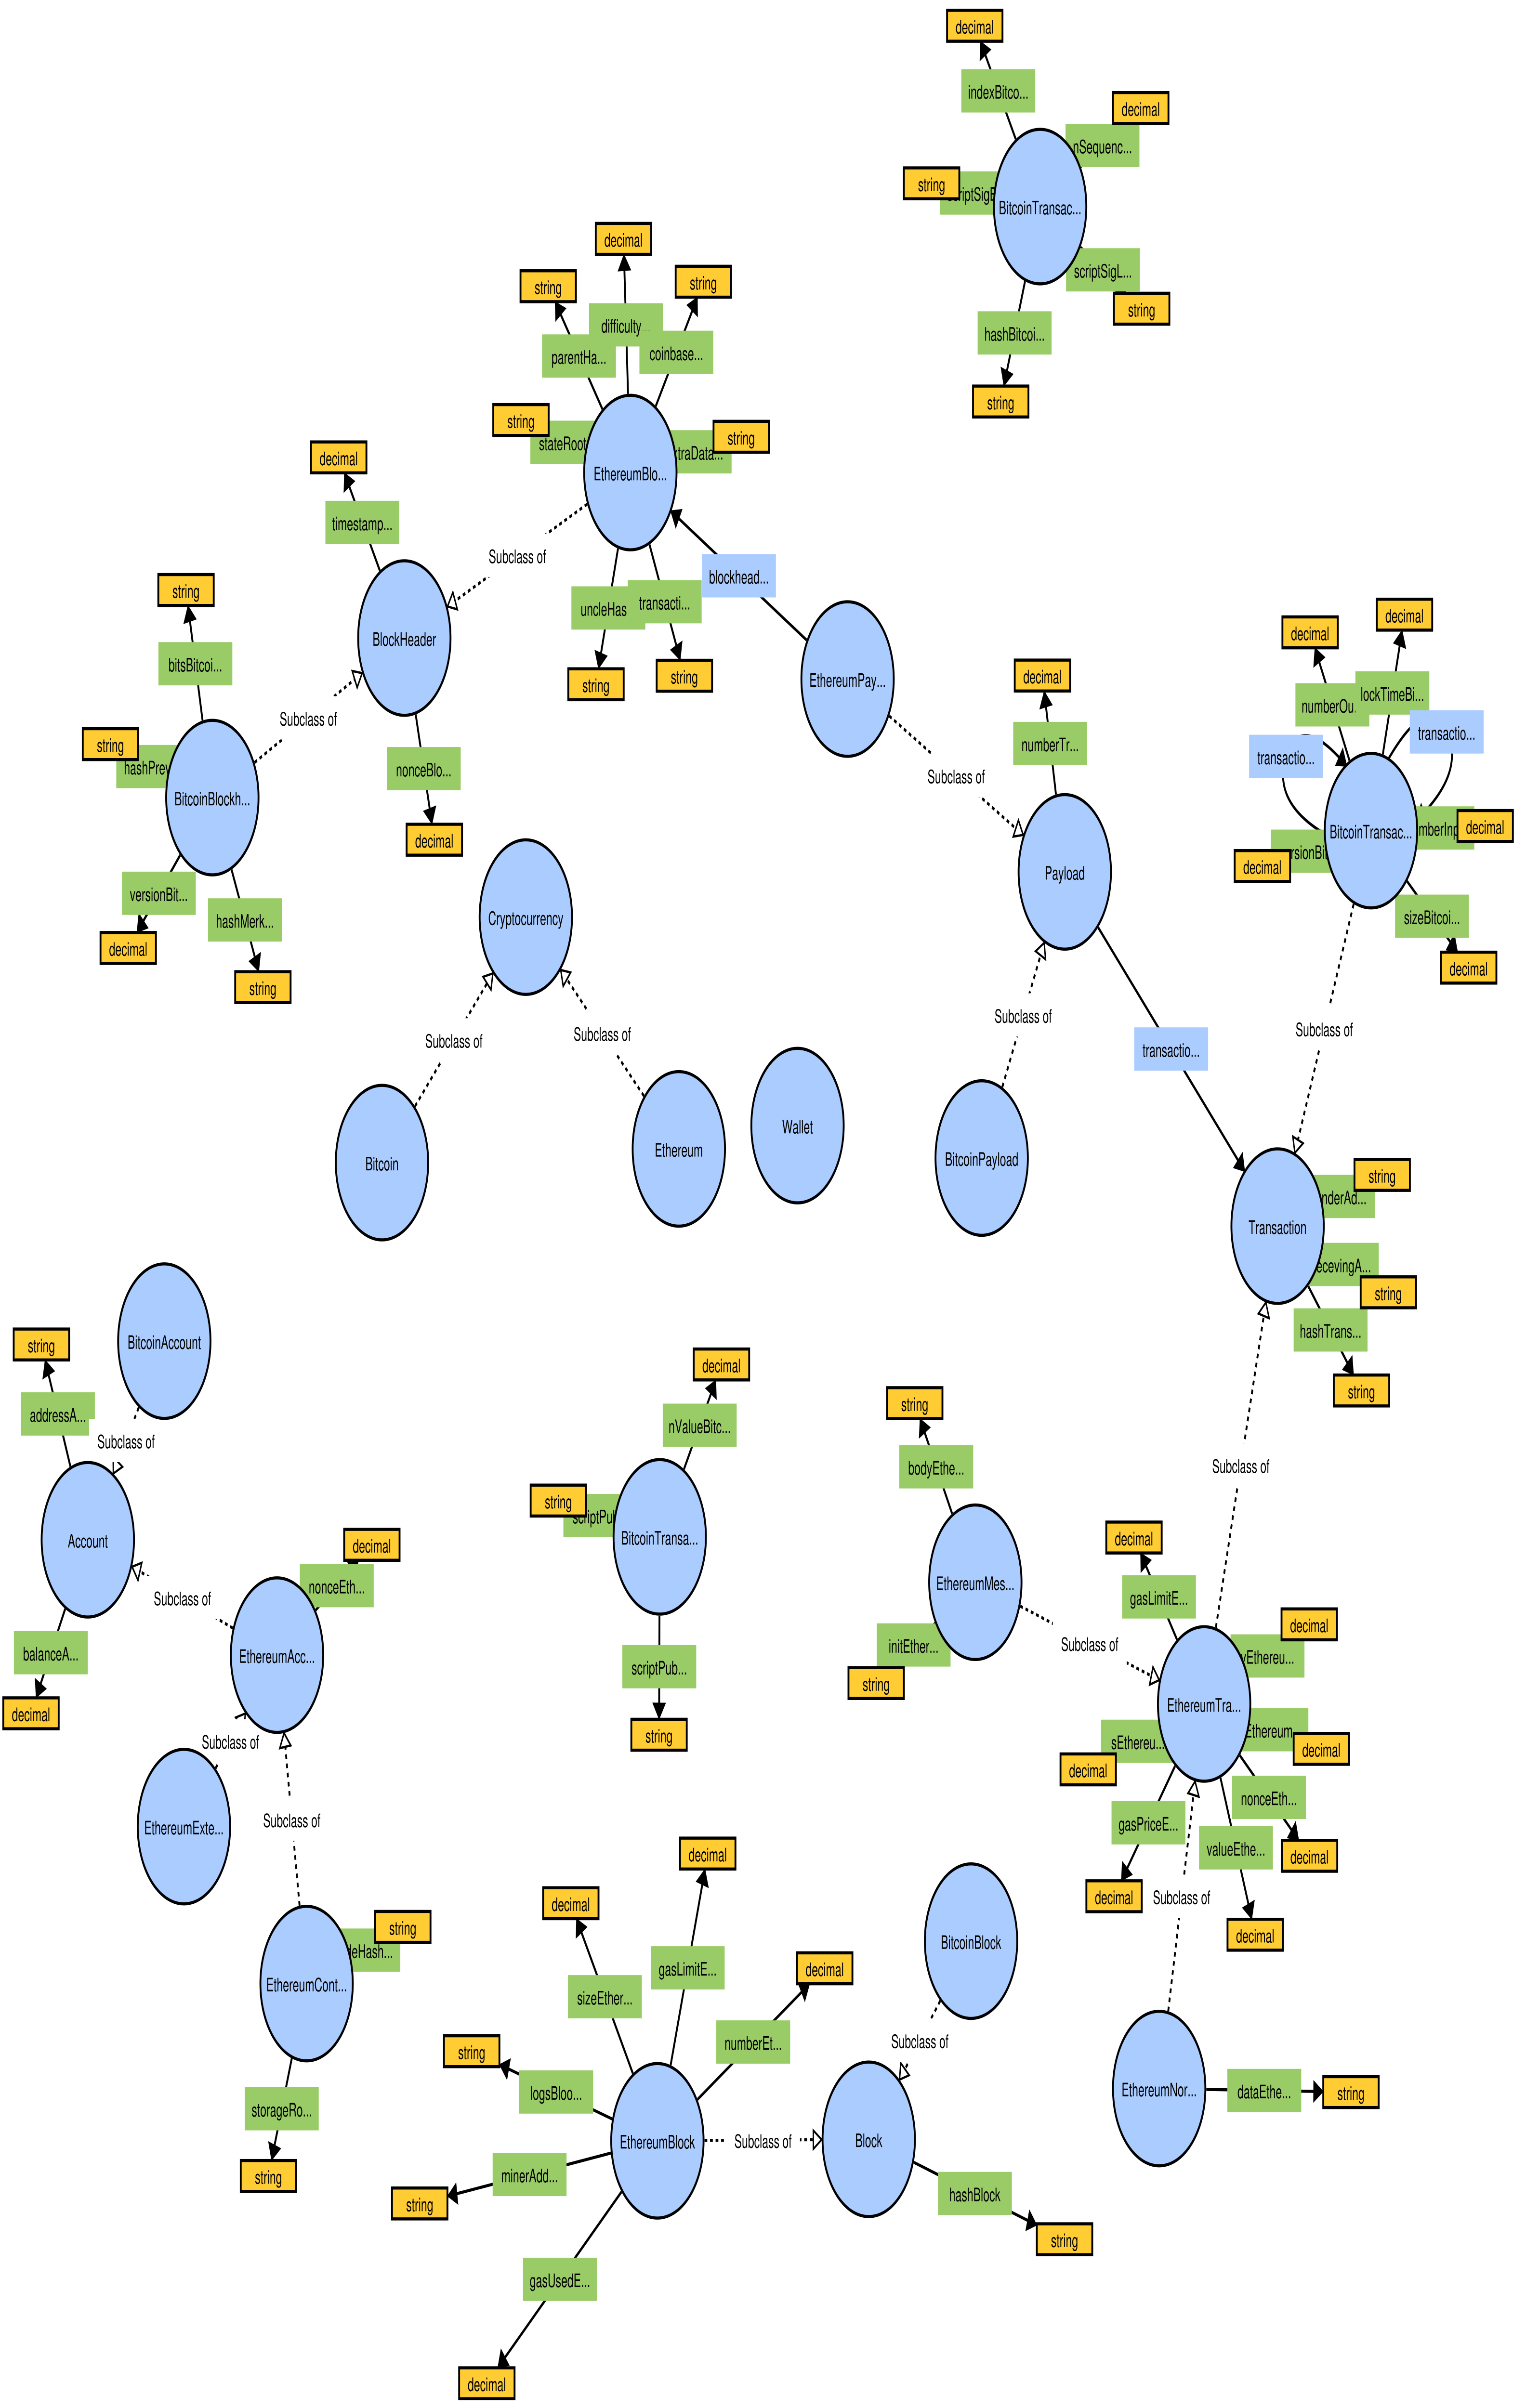 decimal
indexBitco...
decimal
nSequenc...
string
BitcoinTransac...
scriptSigL...
string
hashBitcoi...
string
decimal
string
string
difficulty
parentHa...
coinbase...
string
stateRoot
EthereumBlo...
traData...
string
Subclass of
uncleHas
transacti...
string
string
blockhead...
EthereumPay...
decimal
timestamp...
BlockHeader
nonceBlo...
decimal
string
bitsBitcoi...
Subclass of
string
hashPrev
BitcoinBlockh...
versionBit...
decimal
hashMerk...
string
Subclass of
decimal
numberTr...
Payload
Subclass of
BitcoinPayload
transactio...
decimal
decimal
numberOu
lockTimeBi...
transactio...
transactio...
BitcoinTransac...
mberInp
decimal
decimal
rsionBit
sizeBitcoi...
decimal
Subclass of
Cryptocurrency
Subclass of
Subclass of
Bitcoin
Ethereum
Wallet
string
nderAd...
Transaction
ecevingA...
string
hashTrans...
string
Subclass of
BitcoinAccount
string
addressA...
Subclass of
Account
balanceA...
decimal
Subclass of
decimal
nonceEth...
EthereumAcc...
Subclass of
EthereumExte...
Subclass of
string
leHash...
EthereumCont...
storageRo...
string
decimal
nValueBitc...
string
scriptPub
BitcoinTransa...
scriptPub...
string
string
bodyEthe...
EthereumMes...
initEther...
string
Subclass of
decimal
gasLimitE...
decimal
vEthereu...
EthereumTra...
Ethereum
decimal
sEthereu...
decimal
nonceEth...
decimal
gasPriceE...
decimal
valueEthe...
decimal
Subclass of
EthereumNor...
dataEthe...
string
decimal
decimal
gasLimitE...
sizeEther...
decimal
numberEt...
string
logsBloo...
EthereumBlock
minerAdd...
string
gasUsedE...
decimal
Subclass of
BitcoinBlock
Subclass of
Block
hashBlock
string